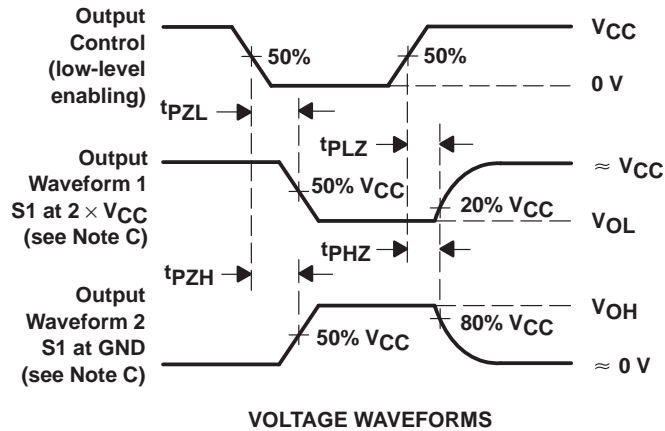 Output
Control
(low-level
enabling)
50%
50%
VCC
0 V
tPZL
tPLZ
Output
Waveform 1
S1 at 2 × VCC
(see Note C)
50% VCC
20% VCC
≈ VCC
VOL
tPZH
tPHZ
Output
Waveform 2
S1 at GND
(see Note C)
50% VCC
80% VCC
VOH
≈ 0 V
VOLTAGE WAVEFORMS